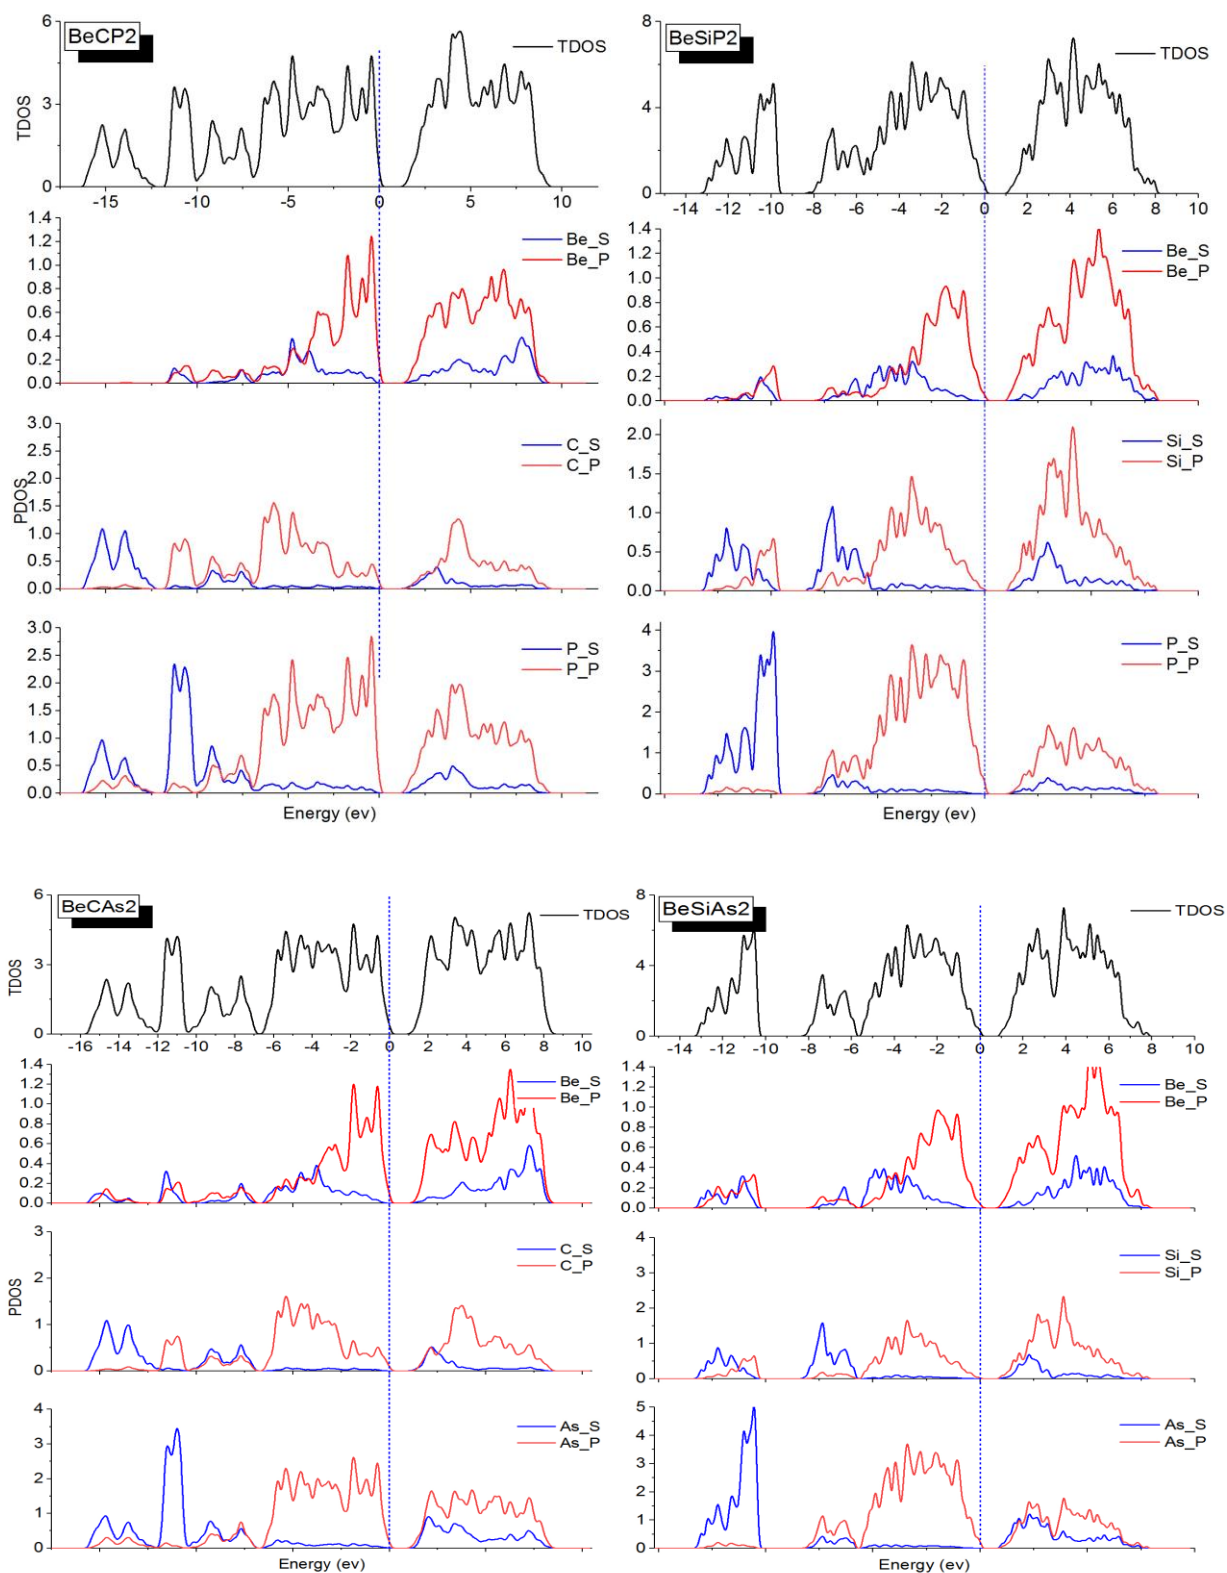 BeCP2
TDOS
6
3
0
TDOS
-15 -10 -5 0 5 10
1.4
1.2
1.0
0.8
0.6
0.4
0.2
0.0
Be_S
Be_P
3.0
2.5
2.0
1.5
1.0
0.5
0.0
C_S
C_P
PDOS
3.0
2.5
2.0
1.5
1.0
0.5
0.0
P_S
P_P
Energy (ev)
BeSiP2
TDOS
8
4
0
-14 -12 -10 -8 -6 -4 -2 0 2 4 6 8 10
1.4
1.2
1.0
0.8
0.6
0.4
0.2
0.0
Be_S
Be_P
2.0
1.5
1.0
0.5
0.0
Si_S
Si_P
4
3
2
1
0
P_S
P_P
Energy (ev)
BeCAs2
TDOS
6
3
0
TDOS
-16 -14 -12 -10 -8 -6 -4 -2 0 2 4 6 8 10
1.4
1.2
1.0
0.8
0.6
0.4
0.2
0.0
Be_S
Be_P
3
2
1
0
C_S
C_P
PDOS
4
3
2
1
0
As_S
As_P
Energy (ev)
BeSiAs2
TDOS
8
4
0
-14 -12 -10 -8 -6 -4 -2 0 2 4 6 8 10
1.4
1.2
1.0
0.8
0.6
0.4
0.2
0.0
Be_S
Be_P
4
3
2
1
0
Si_S
Si_P
5
4
3
2
1
0
As_S
As_P
Energy (ev)